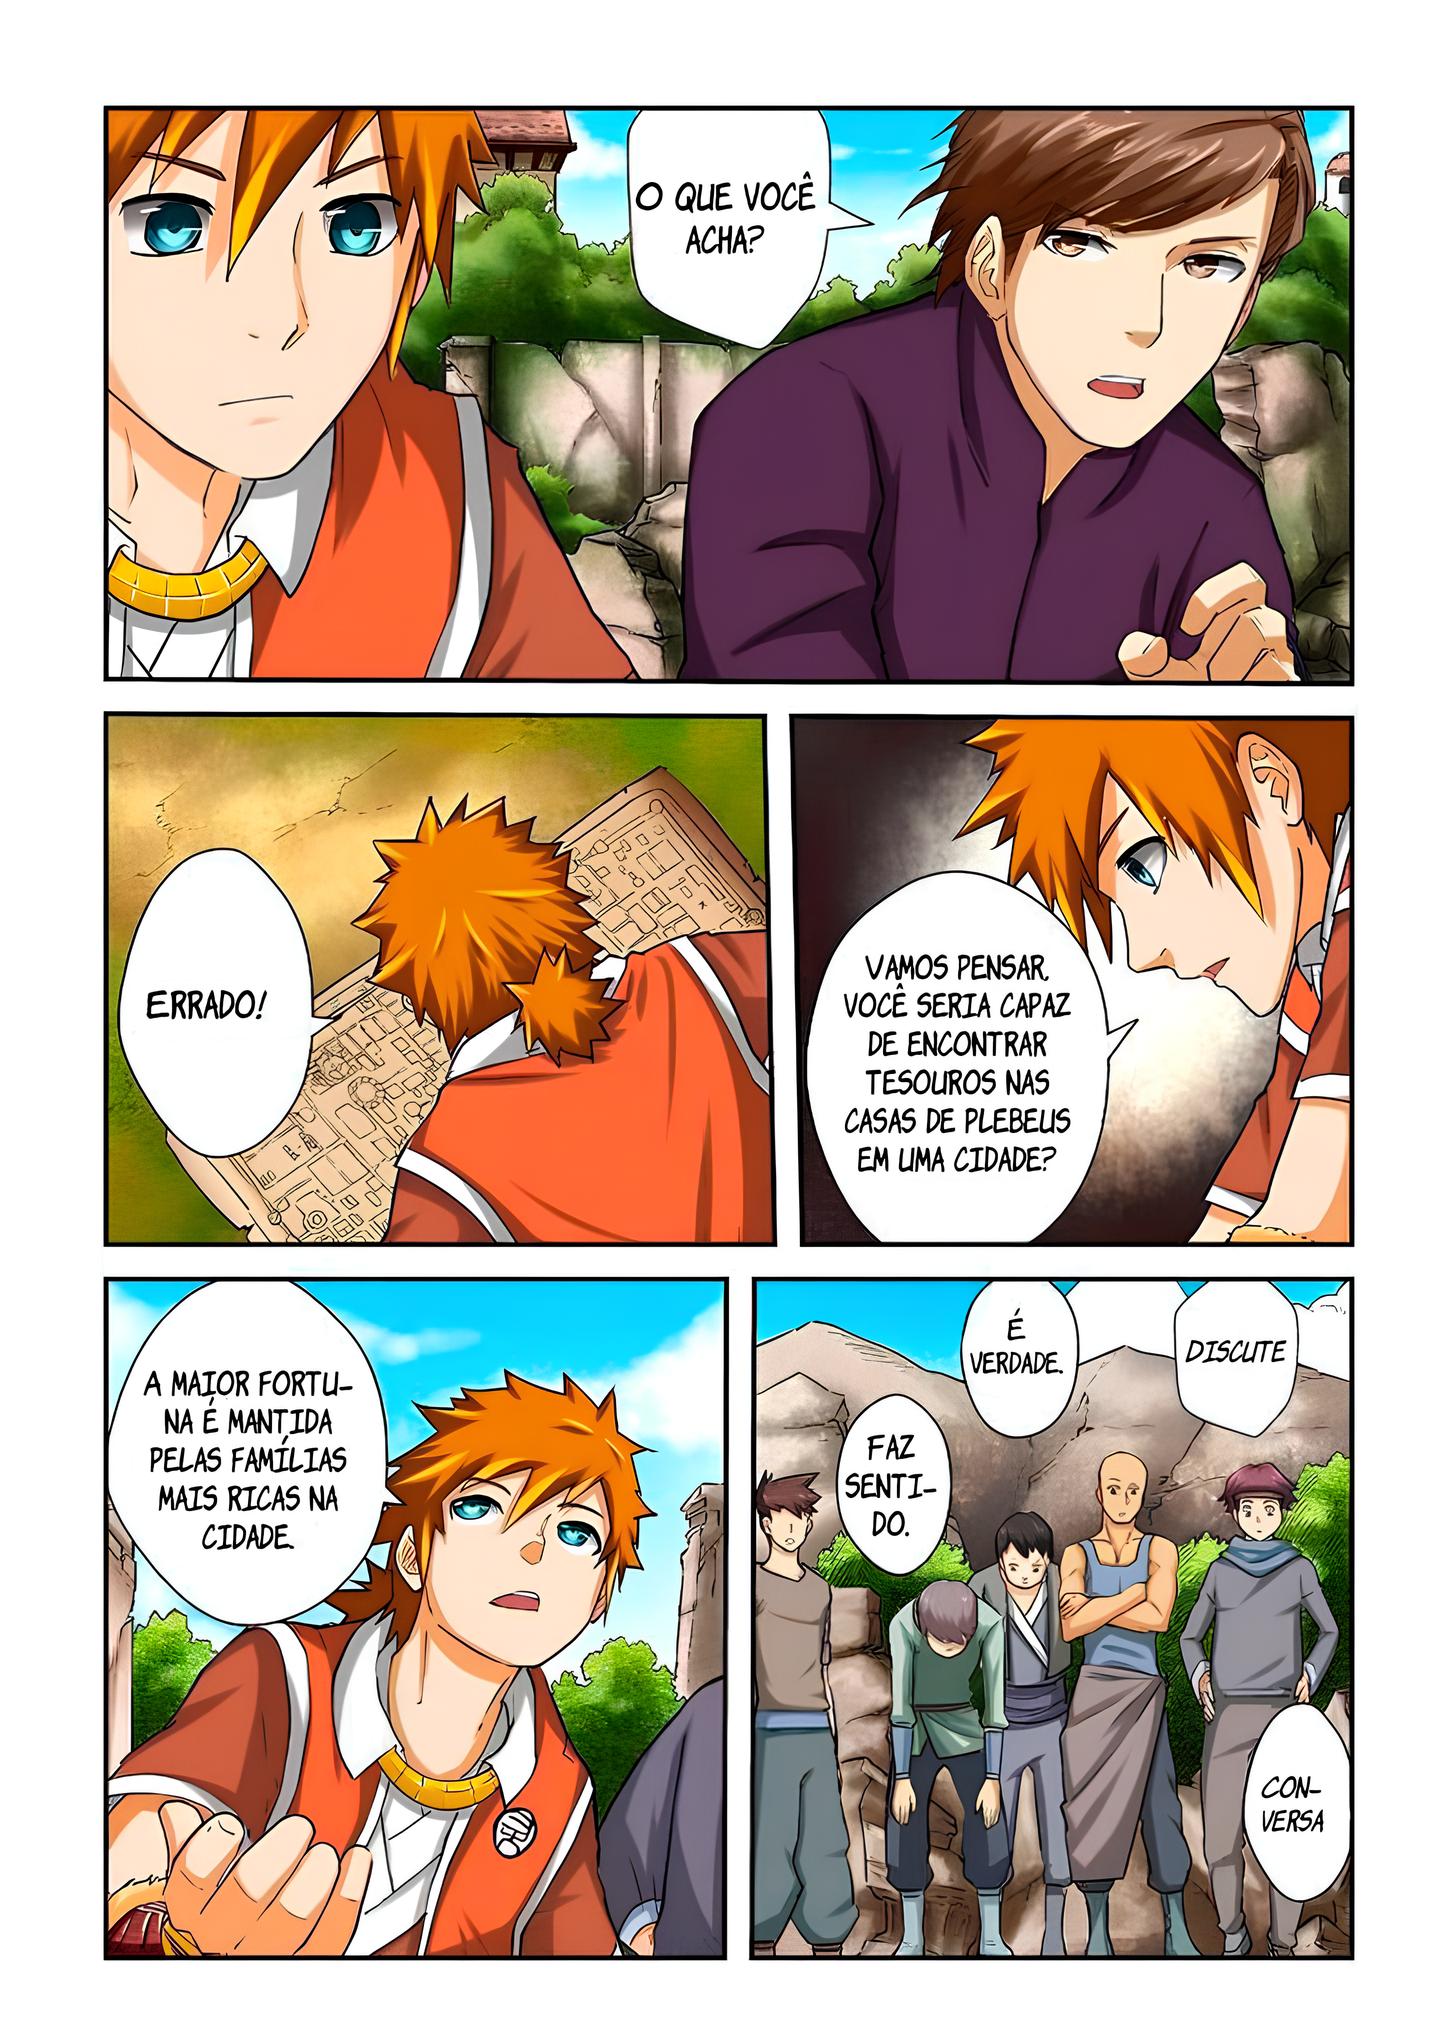 O QUE VOCÊ
ACHA?
ERRADO!
VAMOS PENSAR,
VOCÊ SERIA CAPAZ
DE ENCONTRAR
TESOUROS NAS
CASAS DE PLEBEUS
EM UMA CIDADE?
A MAIOR FORTU-
NA É MANTIDA
PELAS FAMÍLIAS
MAIS RICAS NA
CIDADE.
É
VERDADE.
DISCUTE
FAZ
SENTI-
DO.
CON-
VERSA